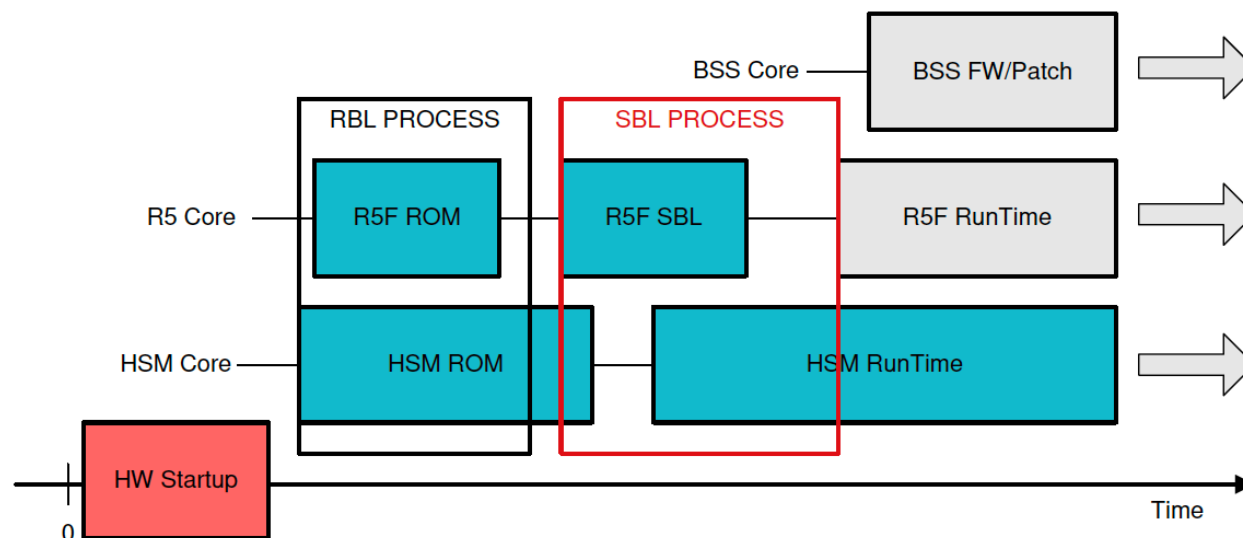 BSS Core
BSS FW/Patch
RBL PROCESS
SBL PROCESS
R5 Core
R5F ROM
R5F SBL
R5F RunTime
HSM Core
HSM ROM
HSM RunTime
HW Startup
0
Time